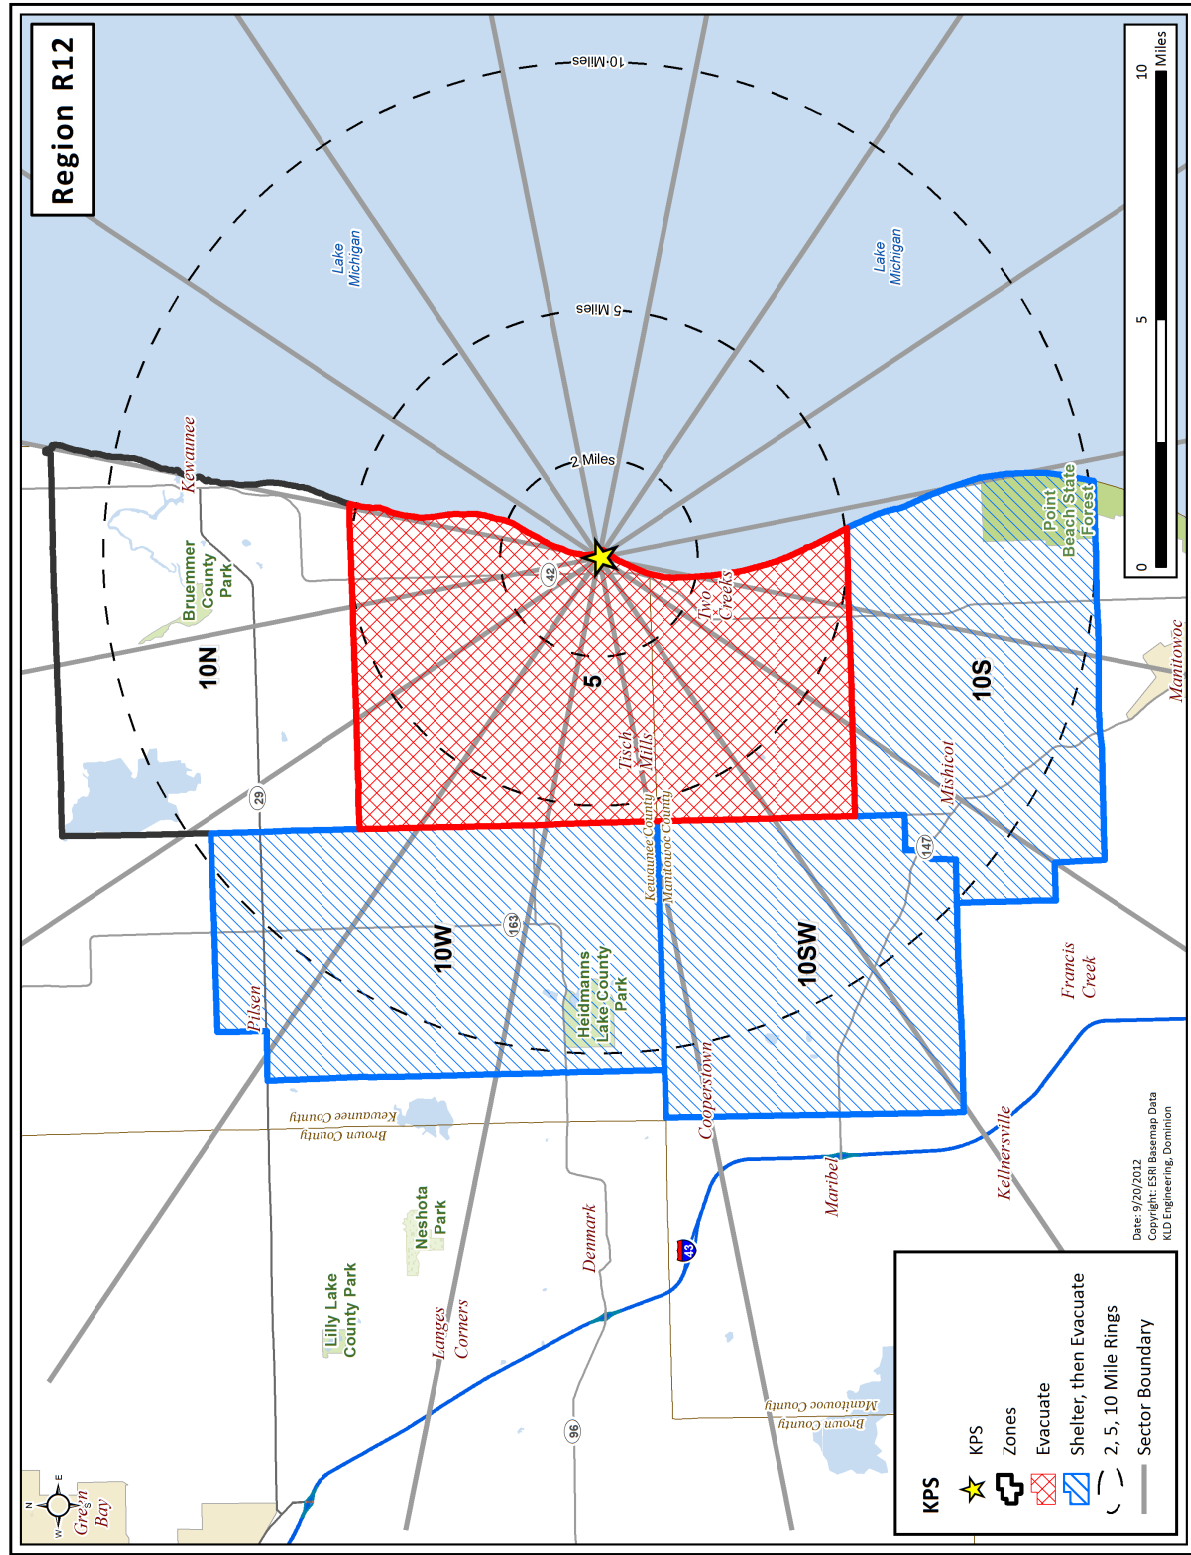 Region R12
10 Miles
5 Miles
2 Miles
Lake
Michigan
Lake
Michigan
Kewaunee
Bruemmer
County
Park
10N
29
42
5
Two
Creeks
Tisch
Mills
Kewaunee County
Manitowoc County
10S
Point
Beach State
Forest
Manitowoc
Mishicot
147
10W
163
Pilsen
Heidmanns
Lake County
Park
10SW
Francis
Creek
Cooperstown
Kewaunee County
Brown County
Maribel
Kellnersville
Neshota
Park
Lilly Lake
County Park
Denmark
Langes
Corners
43
96
Manitowoc County
Brown County
Green
Bay
N
E
S
W
0
5
10
Miles
Date: 9/20/2012
Copyright: ESRI Basemap Data
KLD Engineering, Dominion
KPS
KPS
Zones
Evacuate
Shelter, then Evacuate
2, 5, 10 Mile Rings
Sector Boundary